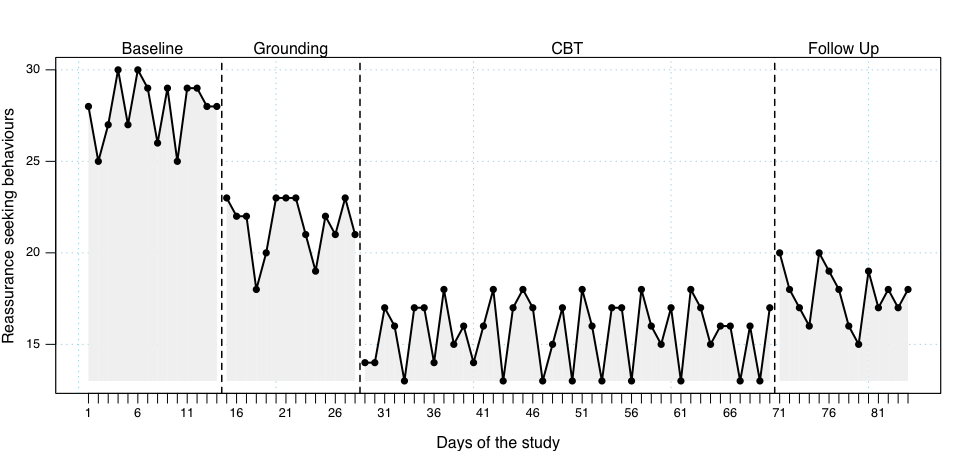 Baseline Grounding CBT Follow Up
30
25
20
15
Reassurance seeking behaviours
1 6 11 16 21 26 31 36 41 46 51 56 61 66 71 76 81
Days of the study